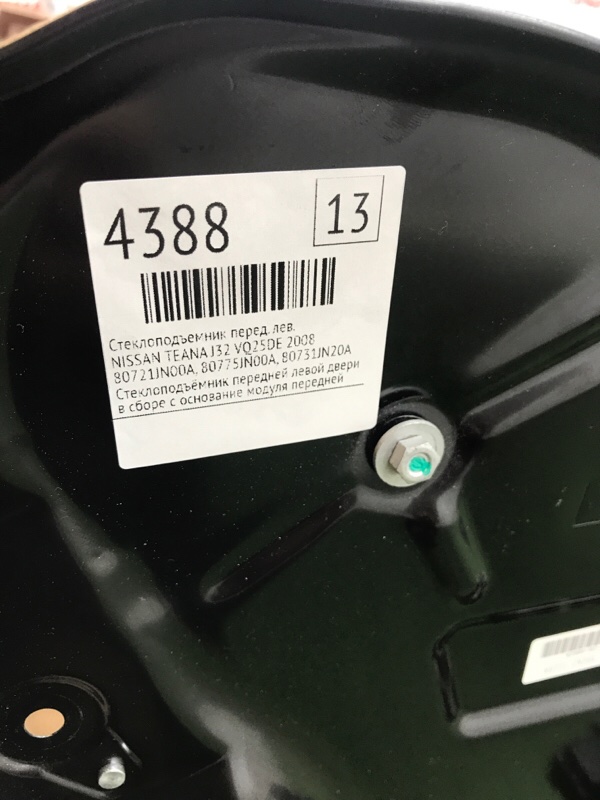 4388
13
Стеклоподъемник перед. лев.
NISSAN TEANA J32 VQ25DE 2008
80721JN00A, 80775JN00A, 80731JN20A
Стеклоподъёмник передней левой двери
в сборе с основание модуля передней